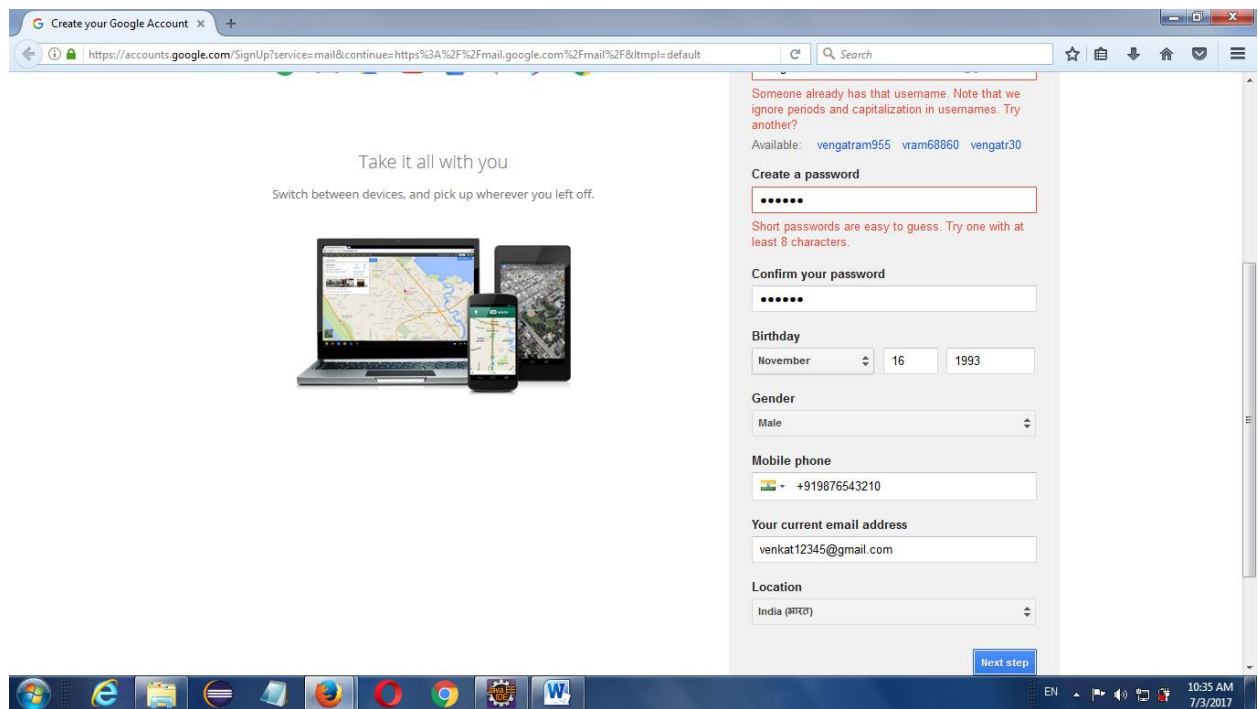 Create your Google Account
https://accounts.google.com/SignUp?service=mail&continue=https%3A%2F%2Fmail.google.com%2Fmail%2F&ltmpl=default
Search
Someone already has that username. Note that we
ignore periods and capitalization in usernames. Try
another?
Available: vengatram955 vram68860 vengatr30
Take it all with you
Switch between devices, and pick up wherever you left off.
Create a password
••••••
Short passwords are easy to guess. Try one with at
least 8 characters.
Confirm your password
••••••
Birthday
November 16 1993
Gender
Male
Mobile phone
+919876543210
Your current email address
venkat12345@gmail.com
Location
India (भारत)
Next step
Java EE
IDE
W
EN
10:35 AM
7/3/2017